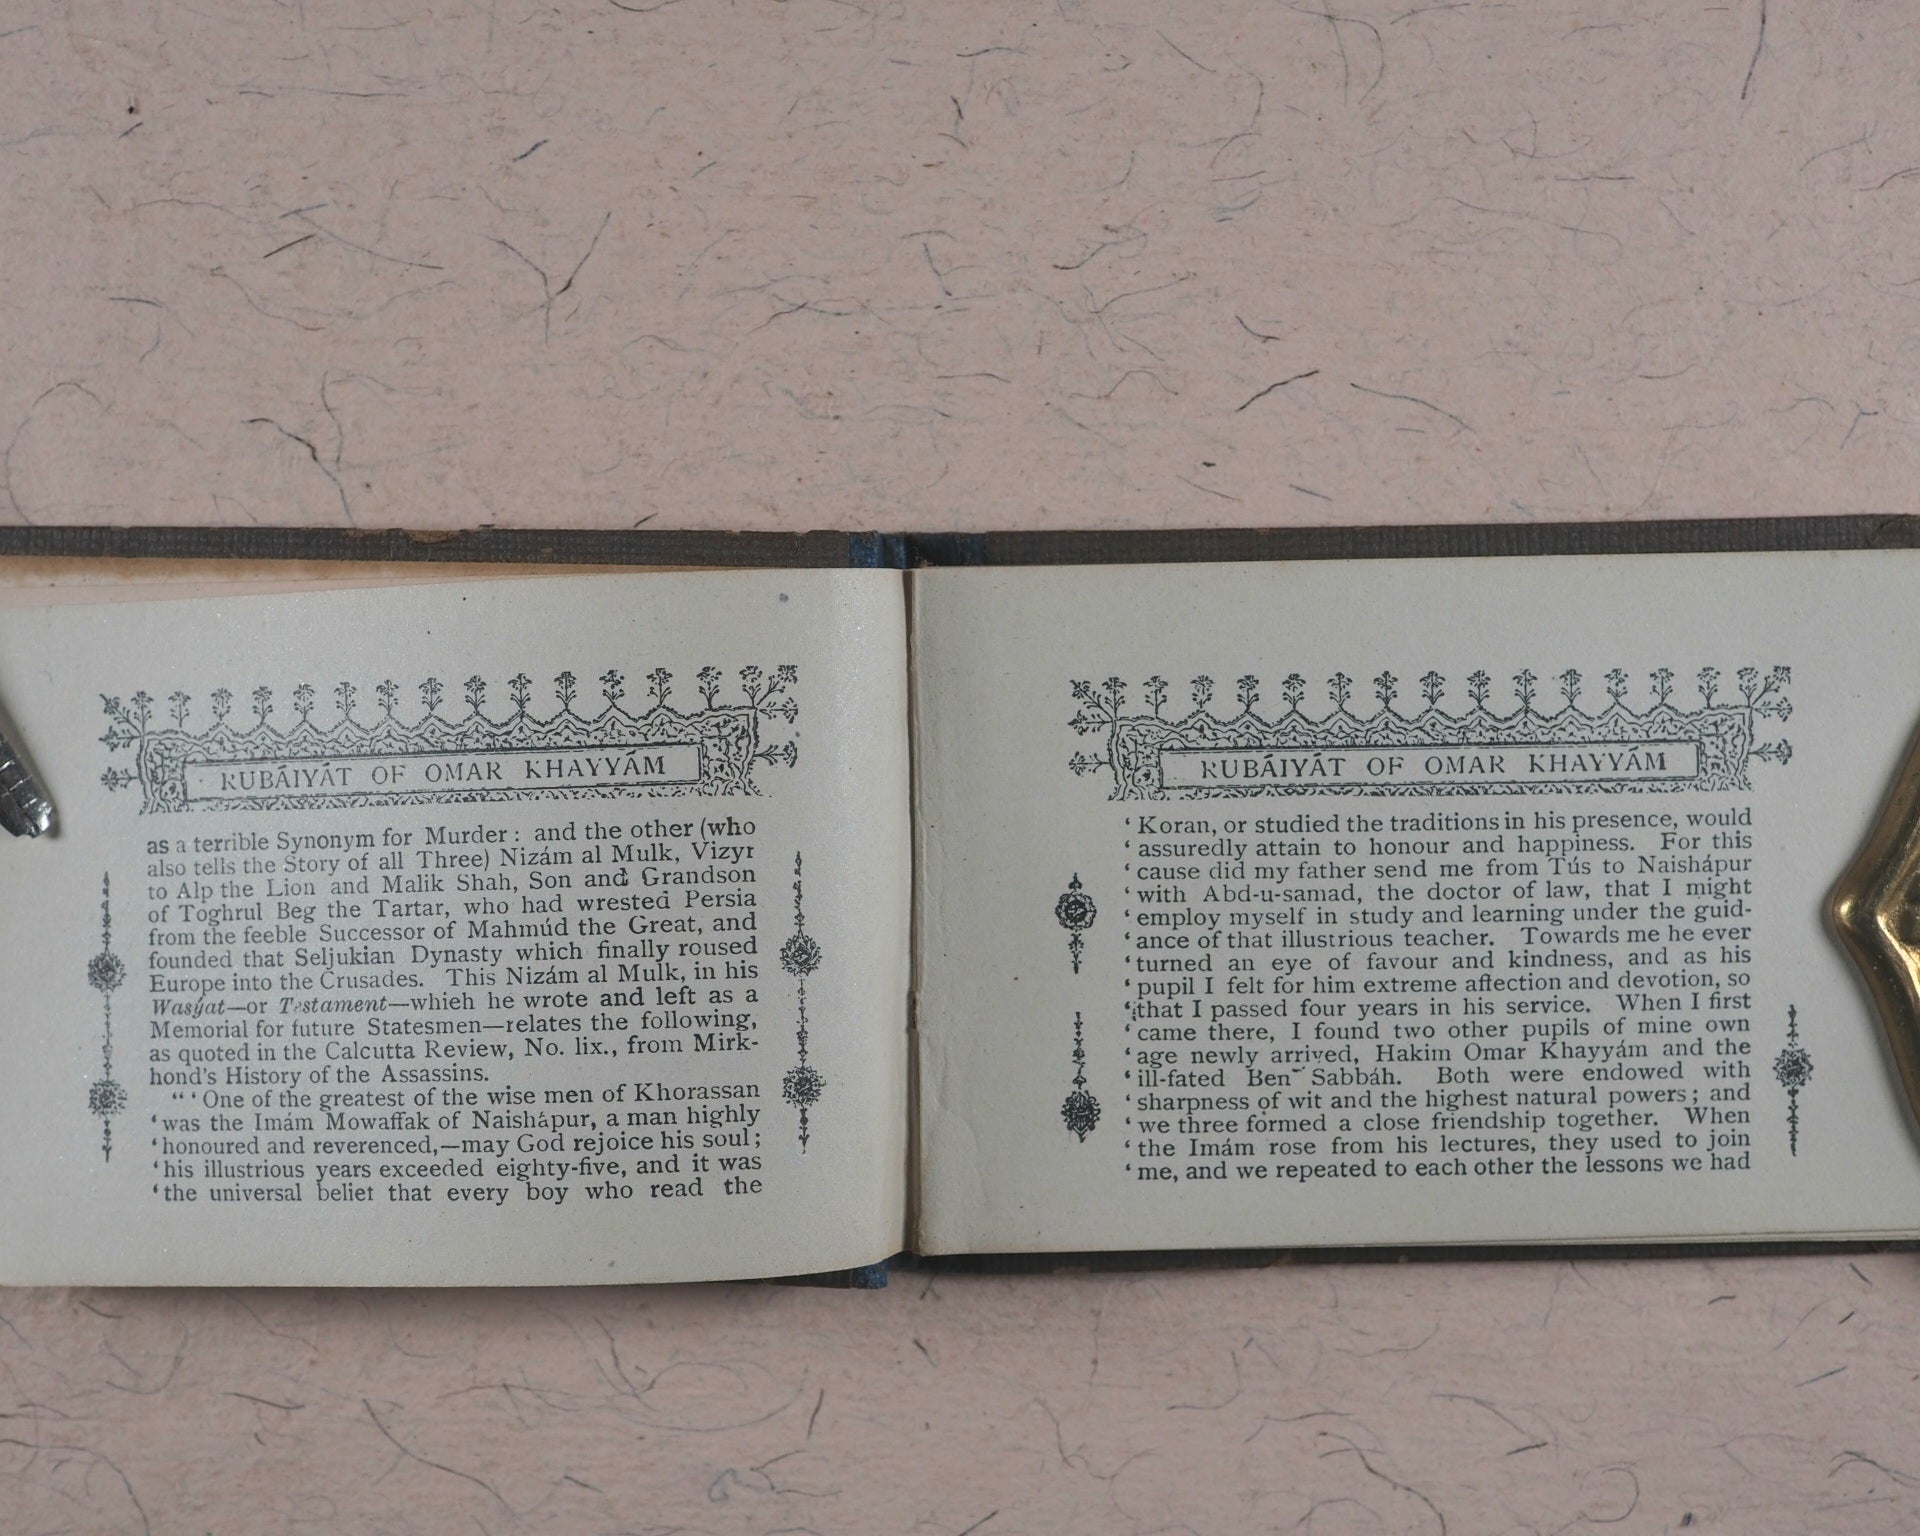 RUBÁIYÁT OF OMAR KHAYYÁM
as a terrible Synonym for Murder: and the other (who
also tells the Story of all Three) Nizám al Mulk, Vizyr
to Alp the Lion and Malik Shah, Son and Grandson
of Toghrul Beg the Tartar, who had wrested Persia
from the feeble Successor of Mahmúd the Great, and
founded that Seljukian Dynasty which finally roused
Europe into the Crusades. This Nizám al Mulk, in his
Wasýat—or Testament—whieh he wrote and left as a
Memorial for future Statesmen—relates the following,
as quoted in the Calcutta Review, No. lix., from Mirk-
hond's History of the Assassins.
“ ‘ One of the greatest of the wise men of Khorassan
‘ was the Imám Mowaffak of Naishápur, a man highly
‘ honoured and reverenced,—may God rejoice his soul;
‘ his illustrious years exceeded eighty-five, and it was
‘ the universal belief that every boy who read the
RUBÁIYÁT OF OMAR KHAYYÁM
‘ Koran, or studied the traditions in his presence, would
‘ assuredly attain to honour and happiness. For this
‘ cause did my father send me from Tús to Naishápur
‘ with Abd-u-samad, the doctor of law, that I might
‘ employ myself in study and learning under the guid-
‘ ance of that illustrious teacher. Towards me he ever
‘ turned an eye of favour and kindness, and as his
‘ pupil I felt for him extreme affection and devotion, so
‘ that I passed four years in his service. When I first
‘ came there, I found two other pupils of mine own
‘ age newly arrived, Hakim Omar Khayyám and the
‘ ill-fated Ben Sabbáh. Both were endowed with
‘ sharpness of wit and the highest natural powers; and
‘ we three formed a close friendship together. When
‘ the Imám rose from his lectures, they used to join
‘ me, and we repeated to each other the lessons we had